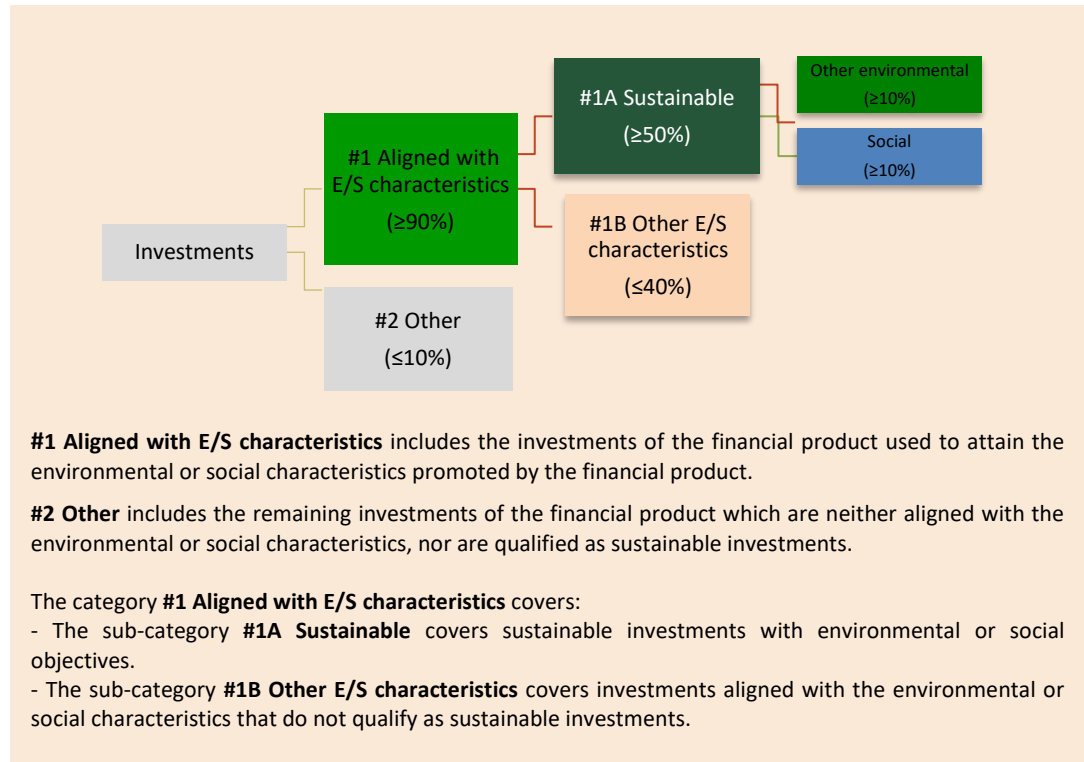 Other environmental
(≥10%)
#1A Sustainable
(≥50%)
Social
(≥10%)
#1 Aligned with
E/S characteristics
(≥90%)
#1B Other E/S
characteristics
(≤40%)
Investments
#2 Other
(≤10%)
#1 Aligned with E/S characteristics includes the investments of the financial product used to attain the
environmental or social characteristics promoted by the financial product.
#2 Other includes the remaining investments of the financial product which are neither aligned with the
environmental or social characteristics, nor are qualified as sustainable investments.
The category #1 Aligned with E/S characteristics covers:
- The sub-category #1A Sustainable covers sustainable investments with environmental or social
objectives.
- The sub-category #1B Other E/S characteristics covers investments aligned with the environmental or
social characteristics that do not qualify as sustainable investments.